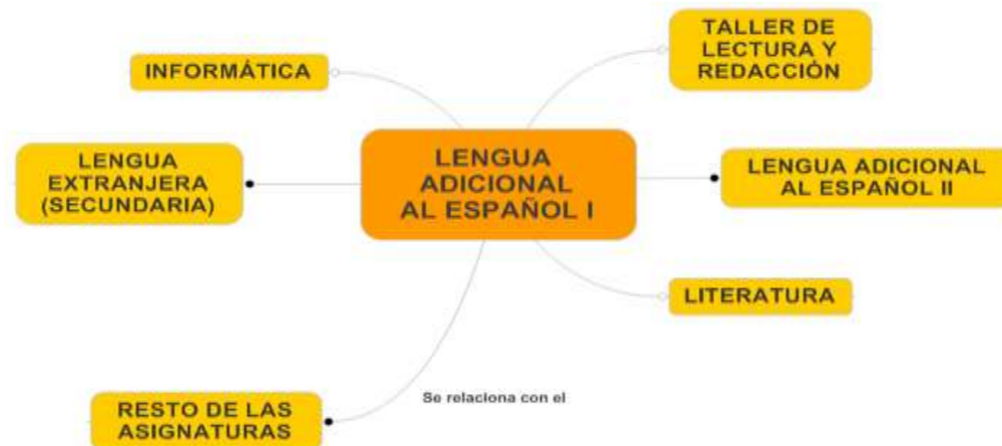 TALLER DE
LECTURA Y
REDACCIÓN
INFORMÁTICA
LENGUA
EXTRANJERA
(SECUNDARIA)
LENGUA
ADICIONAL
AL ESPAÑOL I
LENGUA ADICIONAL
AL ESPAÑOL II
LITERATURA
Se relaciona con el
RESTO DE LAS
ASIGNATURAS